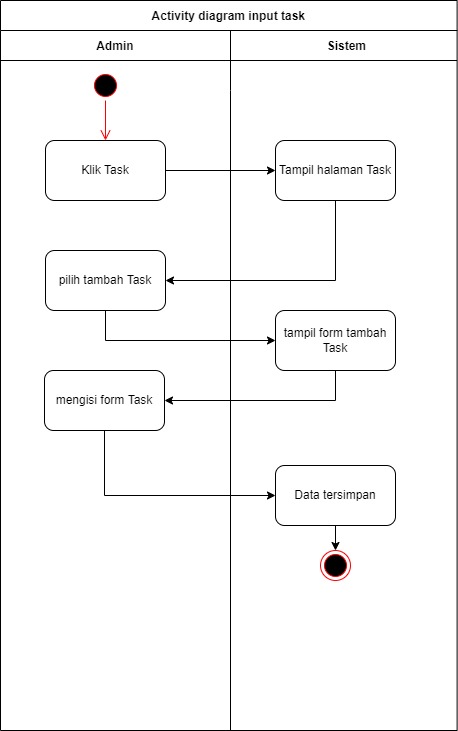 Activity diagram input task
Admin
Sistem
Klik Task
Tampil halaman Task
pilih tambah Task
tampil form tambah
Task
mengisi form Task
Data tersimpan